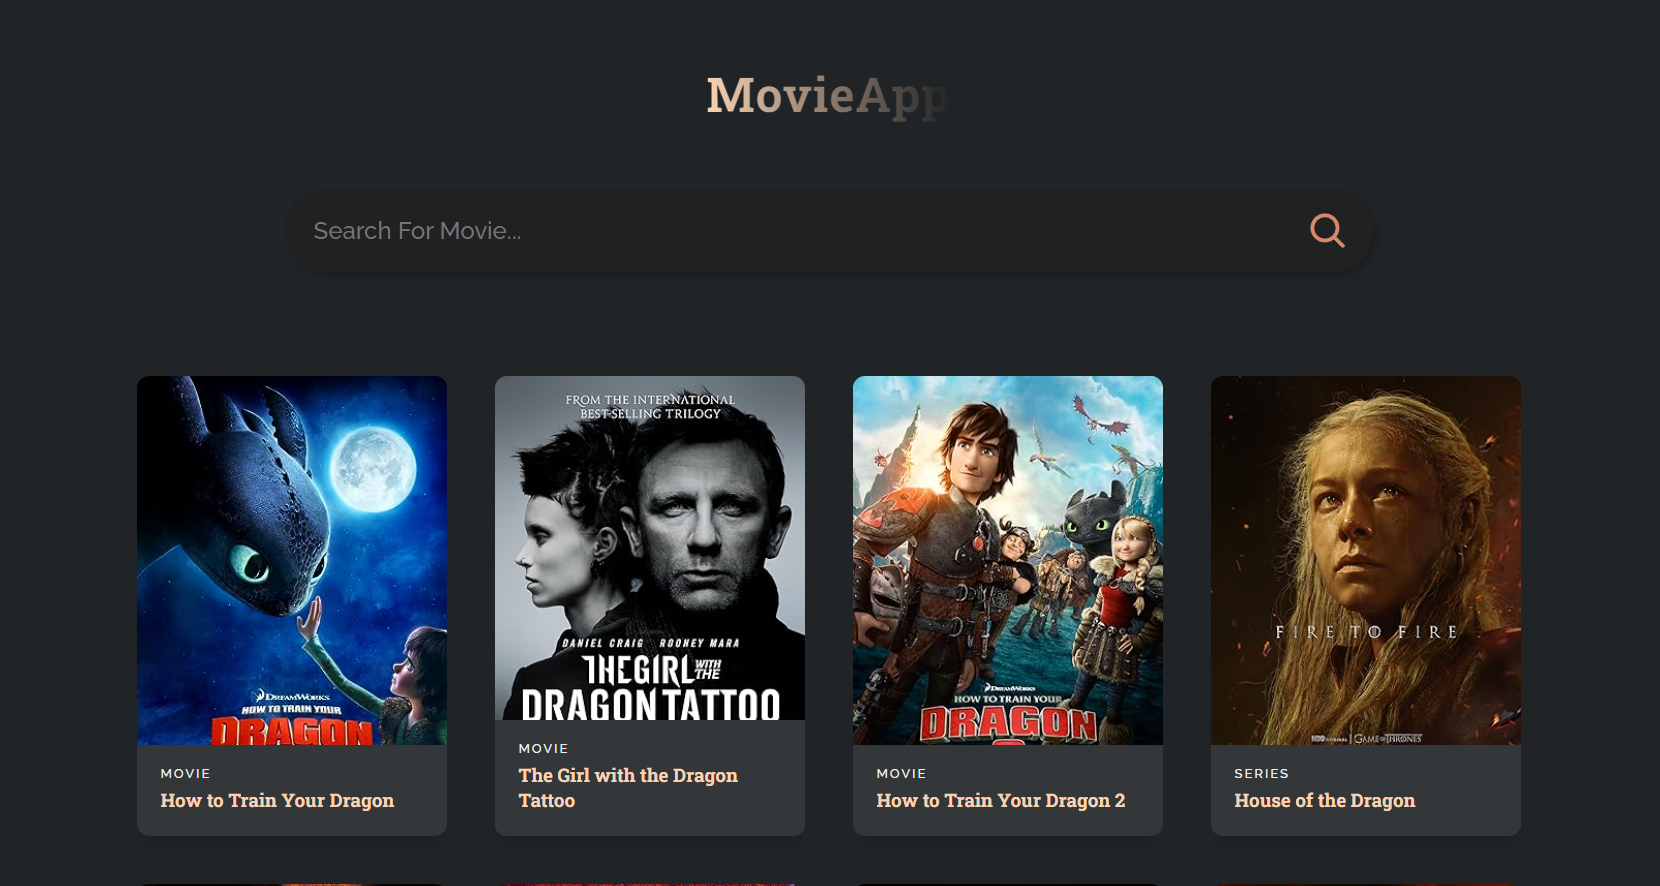 MovieApp
Search For Movie...
DREAMWORKS
HOW TO TRAIN YOUR
DRAGON
MOVIE
How to Train Your Dragon
FROM THE INTERNATIONAL
BEST-SELLING TRILOGY
DANIEL CRAIG ROONEY MARA
THE GIRL WITH THE
DRAGON TATTOO
MOVIE
The Girl with the Dragon
Tattoo
DREAMWORKS
HOW TO TRAIN YOUR
DRAGON
MOVIE
How to Train Your Dragon 2
FIRE TO FIRE
HBO ORIGINAL | GAME OF THRONES
SERIES
House of the Dragon